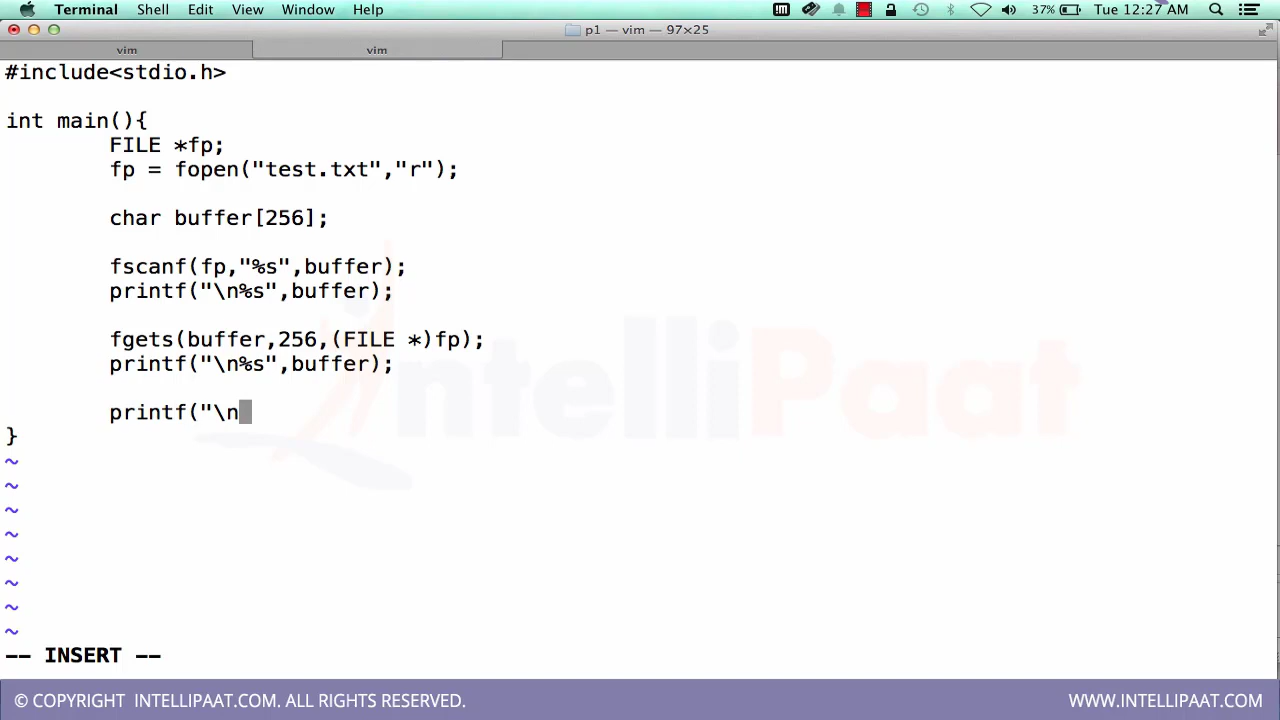 Terminal Shell Edit View Window Help 37% Tue 12:27 AM
p1 — vim — 97×25
vim vim
#include<stdio.h>
int main(){
FILE *fp;
fp = fopen("test.txt","r");
char buffer[256];
fscanf(fp,"%s",buffer);
printf("\n%s",buffer);
fgets(buffer,256,(FILE *)fp);
printf("\n%s",buffer);
printf("\n
}
~
~
~
~
~
~
~
~
-- INSERT --
IntelliPaat
© COPYRIGHT INTELLIPAAT.COM. ALL RIGHTS RESERVED. WWW.INTELLIPAAT.COM